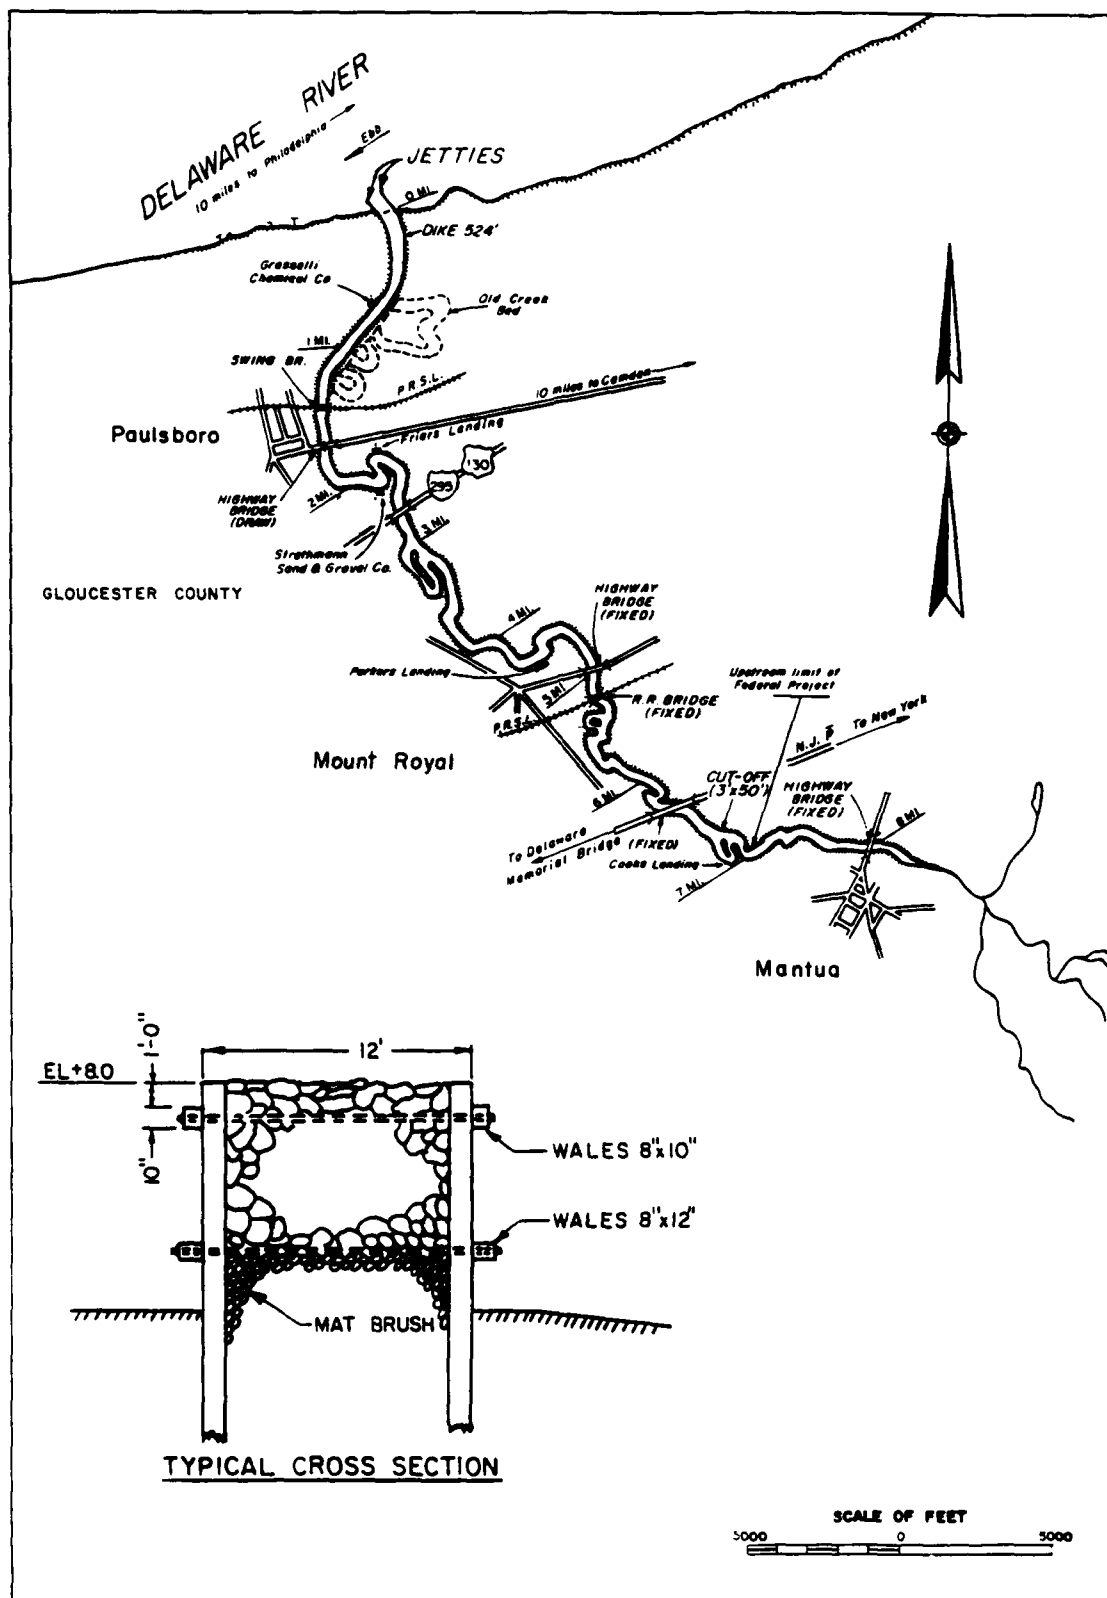 DELAWARE RIVER
10 miles to Philadelphia
Ebb
JETTIES
0 MI.
DIKE 524'
Grasselli
Chemical Co
Old Creek
Bed
1 MI.
SWING BR.
P.R.S.L.
10 miles to Camden
Paulsboro
Friars Landing
130
295
HIGHWAY
BRIDGE
(DRAW)
2 MI.
3 MI.
Strathmann
Sand & Gravel Co.
GLOUCESTER COUNTY
HIGHWAY
BRIDGE
(FIXED)
4 MI.
Parkers Landing
5 MI.
Upstream limit of
Federal Project
R.R. BRIDGE
(FIXED)
P.R.S.L.
To New York
N.J. P
Mount Royal
CUT-OFF
(3'x50')
HIGHWAY
BRIDGE
(FIXED)
6 MI.
8 MI.
To Delaware
Memorial Bridge
(FIXED)
Cooks Landing
7 MI.
Mantua
1'-0"
12'
EL+8.0
10"
WALES 8"x10"
WALES 8"x12"
MAT BRUSH
TYPICAL CROSS SECTION
SCALE OF FEET
5000 0 5000